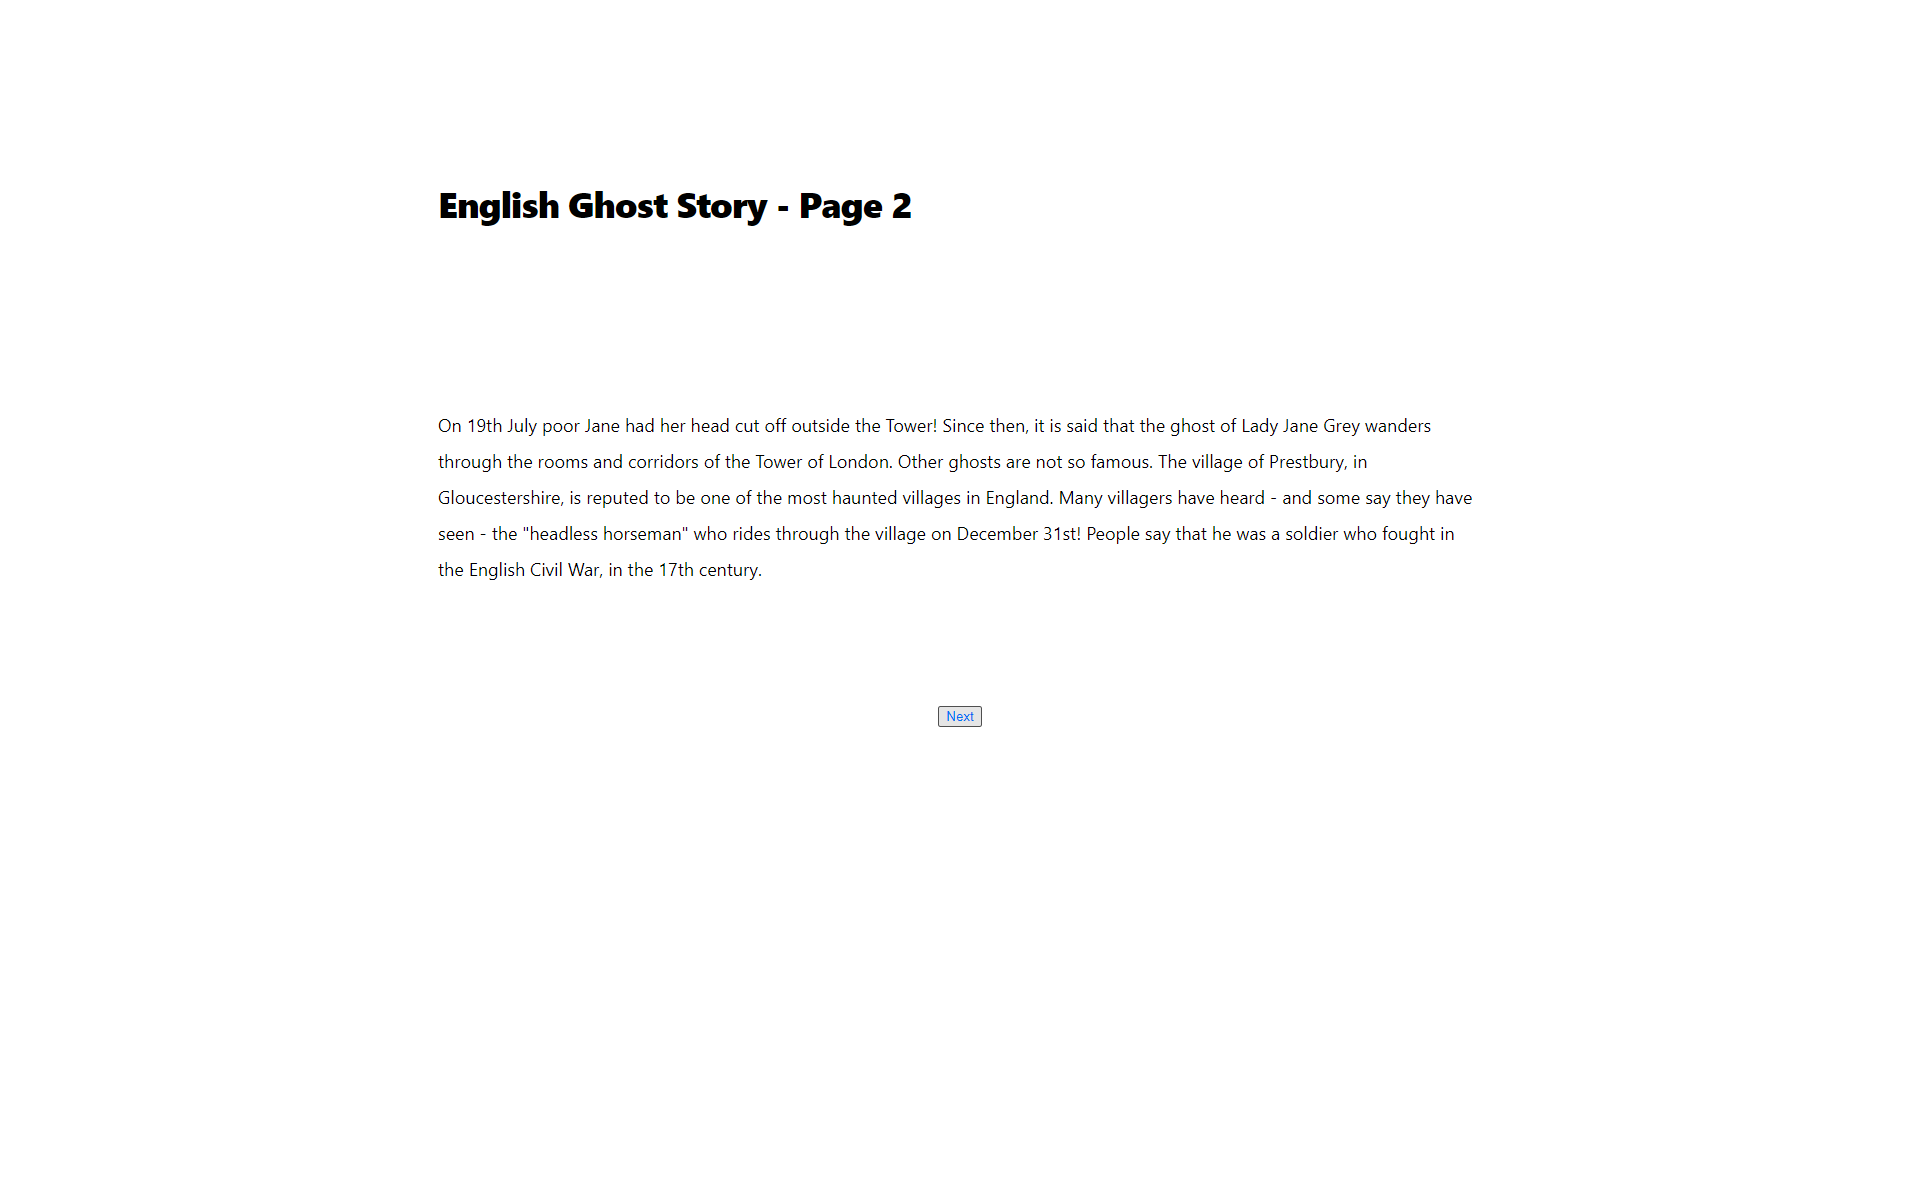 English Ghost Story - Page 2
On 19th July poor Jane had her head cut off outside the Tower! Since then, it is said that the ghost of Lady Jane Grey wanders
through the rooms and corridors of the Tower of London. Other ghosts are not so famous. The village of Prestbury, in
Gloucestershire, is reputed to be one of the most haunted villages in England. Many villagers have heard - and some say they have
seen - the "headless horseman" who rides through the village on December 31st! People say that he was a soldier who fought in
the English Civil War, in the 17th century.
Next